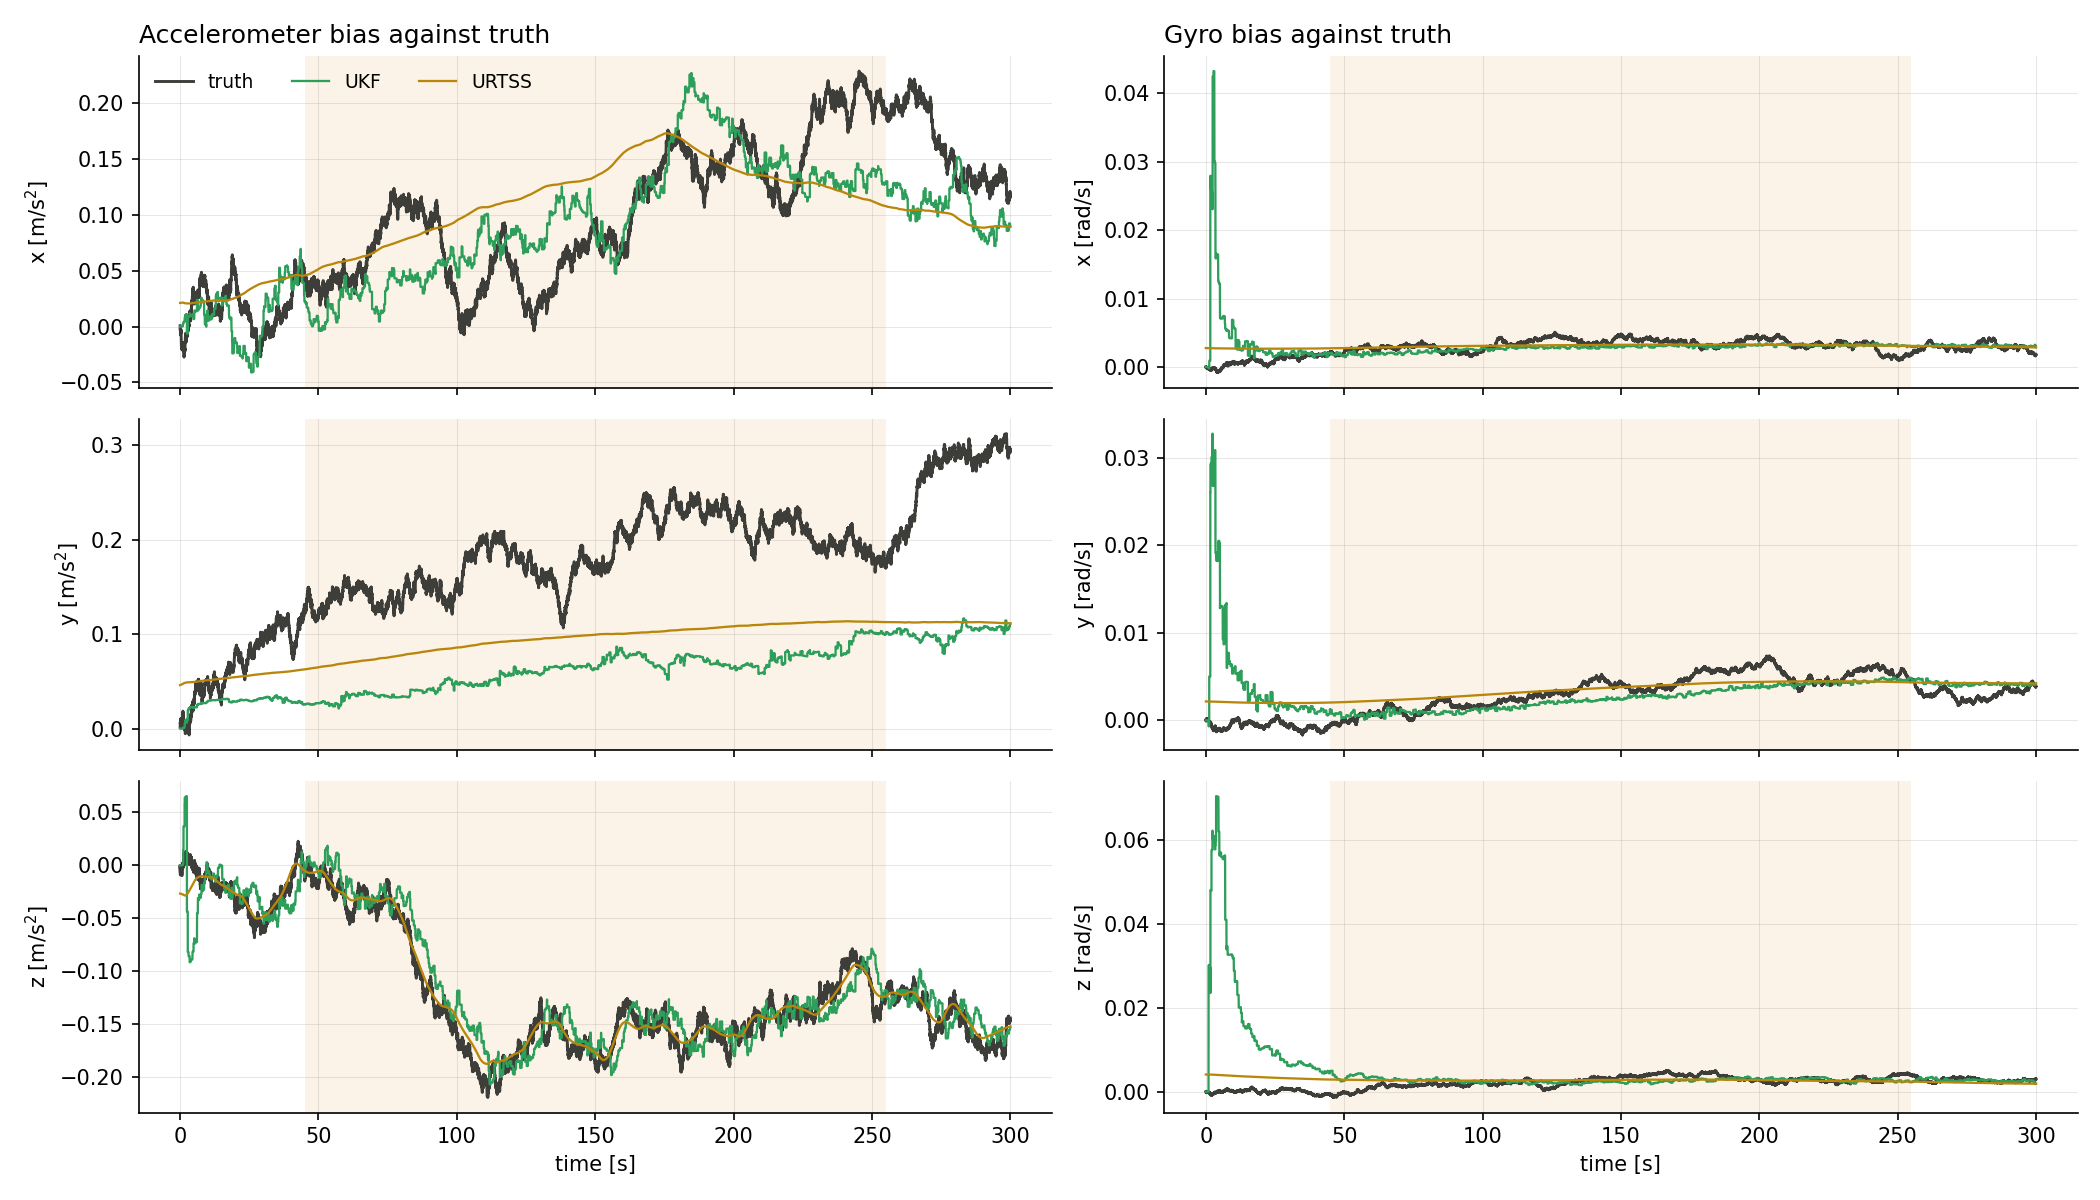 Accelerometer bias against truth
truth UKF URTSS
x [m/s²]
0.20
0.15
0.10
0.05
0.00
−0.05
Gyro bias against truth
x [rad/s]
0.04
0.03
0.02
0.01
0.00
y [m/s²]
0.3
0.2
0.1
0.0
y [rad/s]
0.03
0.02
0.01
0.00
z [m/s²]
0.05
0.00
−0.05
−0.10
−0.15
−0.20
0 50 100 150 200 250 300
time [s]
z [rad/s]
0.06
0.04
0.02
0.00
0 50 100 150 200 250 300
time [s]